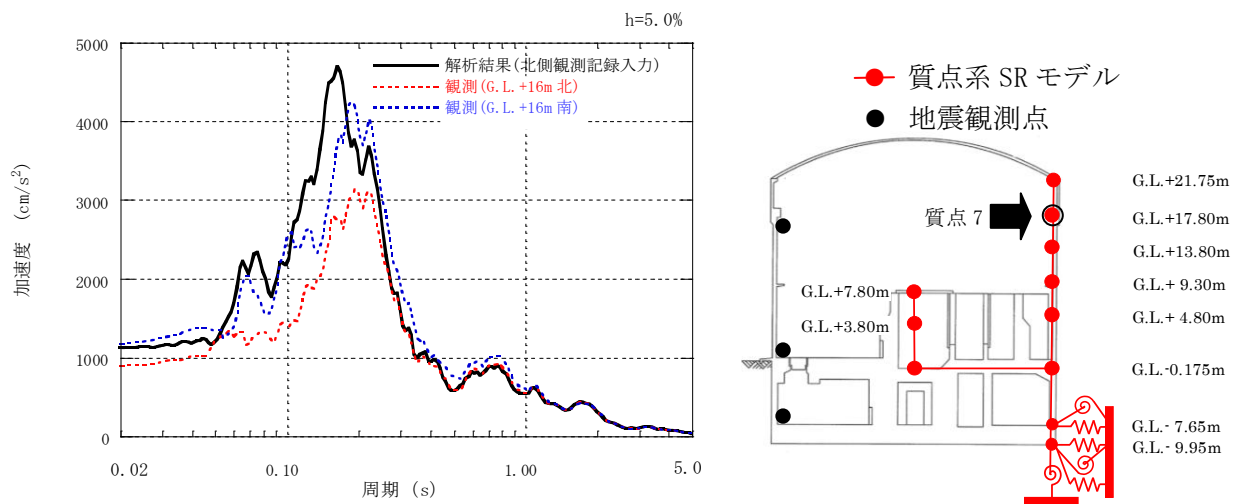 h=5.0%
5000
4000
3000
2000
1000
0
加速度 (cm/s²)
解析結果(北側観測記録入力)
観測(G.L.+16m 北)
観測(G.L.+16m 南)
0.02
0.10
1.00
5.0
周期 (s)
質点系 SR モデル
地震観測点
質点 7
G.L.+21.75m
G.L.+17.80m
G.L.+13.80m
G.L.+ 9.30m
G.L.+ 4.80m
G.L.-0.175m
G.L.- 7.65m
G.L.- 9.95m
G.L.+7.80m
G.L.+3.80m